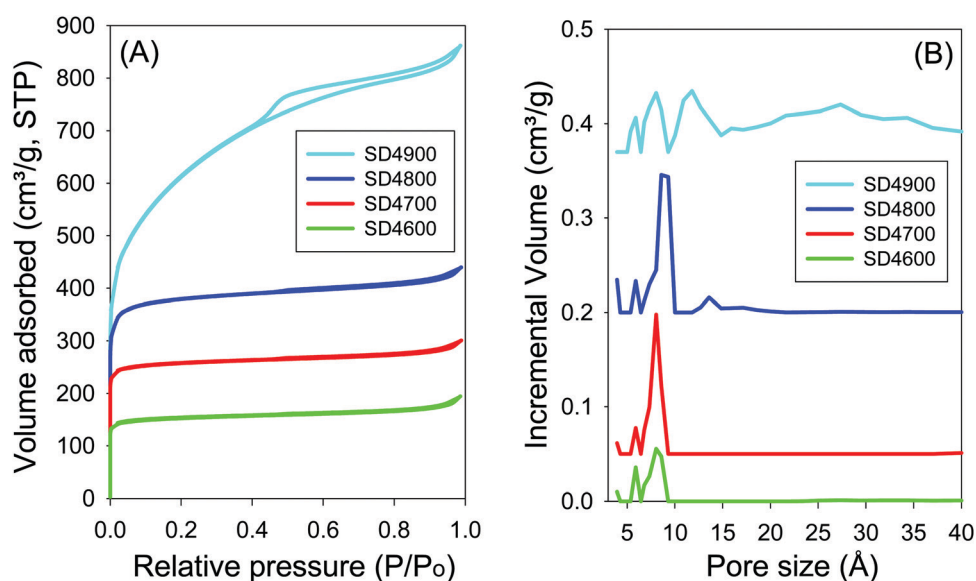 (A)
Volume adsorbed (cm³/g, STP)
900
800
700
600
500
400
300
200
100
0
SD4900
SD4800
SD4700
SD4600
0.0 0.2 0.4 0.6 0.8 1.0
Relative pressure (P/Po)
(B)
Incremental Volume (cm³/g)
0.5
0.4
0.3
0.2
0.1
0.0
SD4900
SD4800
SD4700
SD4600
5 10 15 20 25 30 35 40
Pore size (Å)